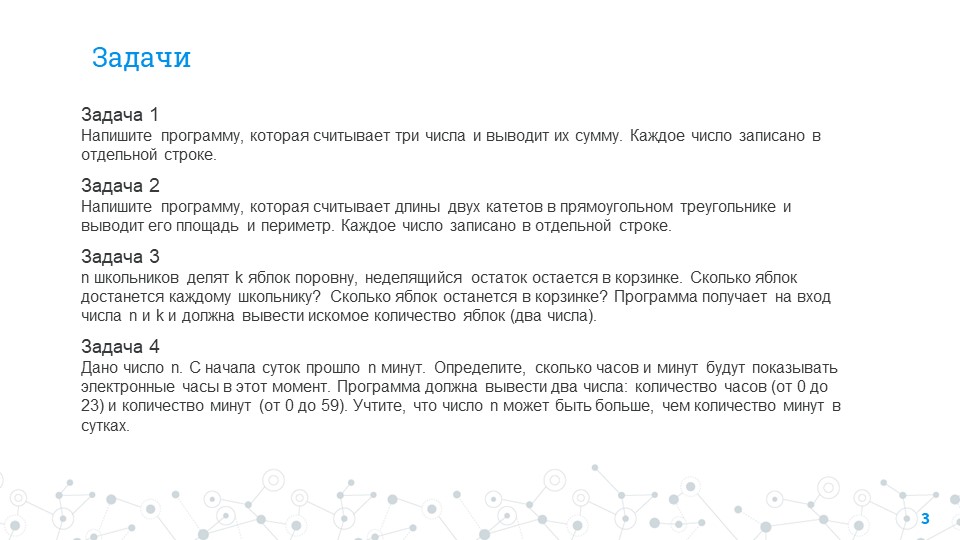 Задачи
Задача 1
Напишите программу, которая считывает три числа и выводит их сумму. Каждое число записано в
отдельной строке.
Задача 2
Напишите программу, которая считывает длины двух катетов в прямоугольном треугольнике и
выводит его площадь и периметр. Каждое число записано в отдельной строке.
Задача 3
n школьников делят k яблок поровну, неделящийся остаток остается в корзинке. Сколько яблок
достанется каждому школьнику? Сколько яблок останется в корзинке? Программа получает на вход
числа n и k и должна вывести искомое количество яблок (два числа).
Задача 4
Дано число n. С начала суток прошло n минут. Определите, сколько часов и минут будут показывать
электронные часы в этот момент. Программа должна вывести два числа: количество часов (от 0 до
23) и количество минут (от 0 до 59). Учтите, что число n может быть больше, чем количество минут в
сутках.
3